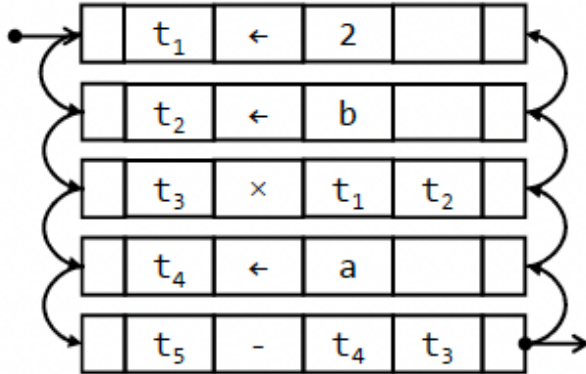 t₁ ← 2
t₂ ← b
t₃ × t₁ t₂
t₄ ← a
t₅ - t₄ t₃